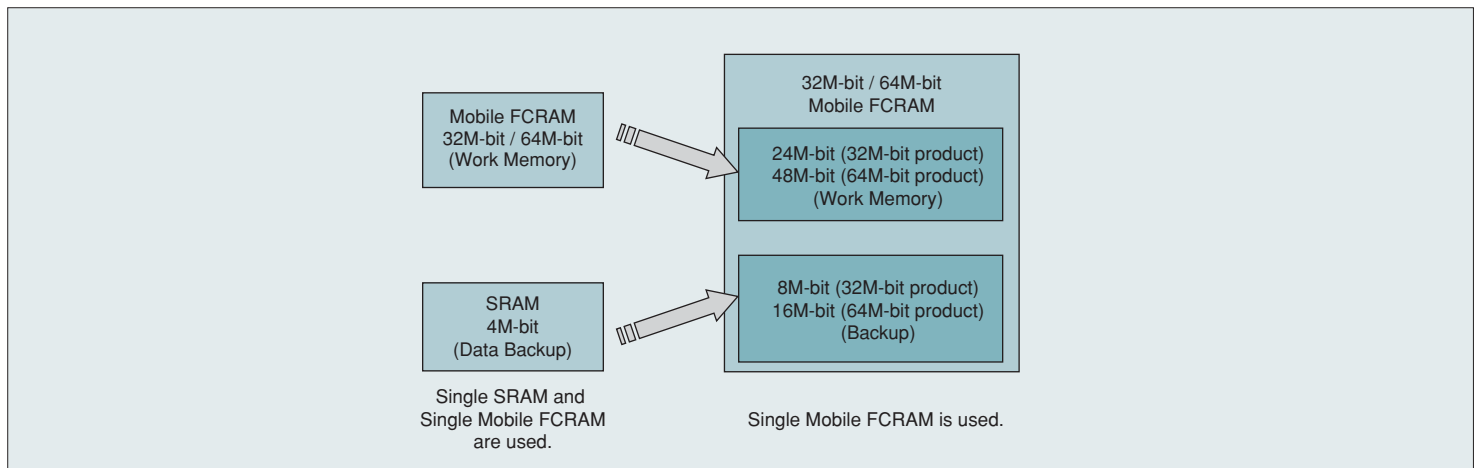 Mobile FCRAM
32M-bit / 64M-bit
(Work Memory)
SRAM
4M-bit
(Data Backup)
Single SRAM and
Single Mobile FCRAM
are used.
32M-bit / 64M-bit
Mobile FCRAM
24M-bit (32M-bit product)
48M-bit (64M-bit product)
(Work Memory)
8M-bit (32M-bit product)
16M-bit (64M-bit product)
(Backup)
Single Mobile FCRAM is used.